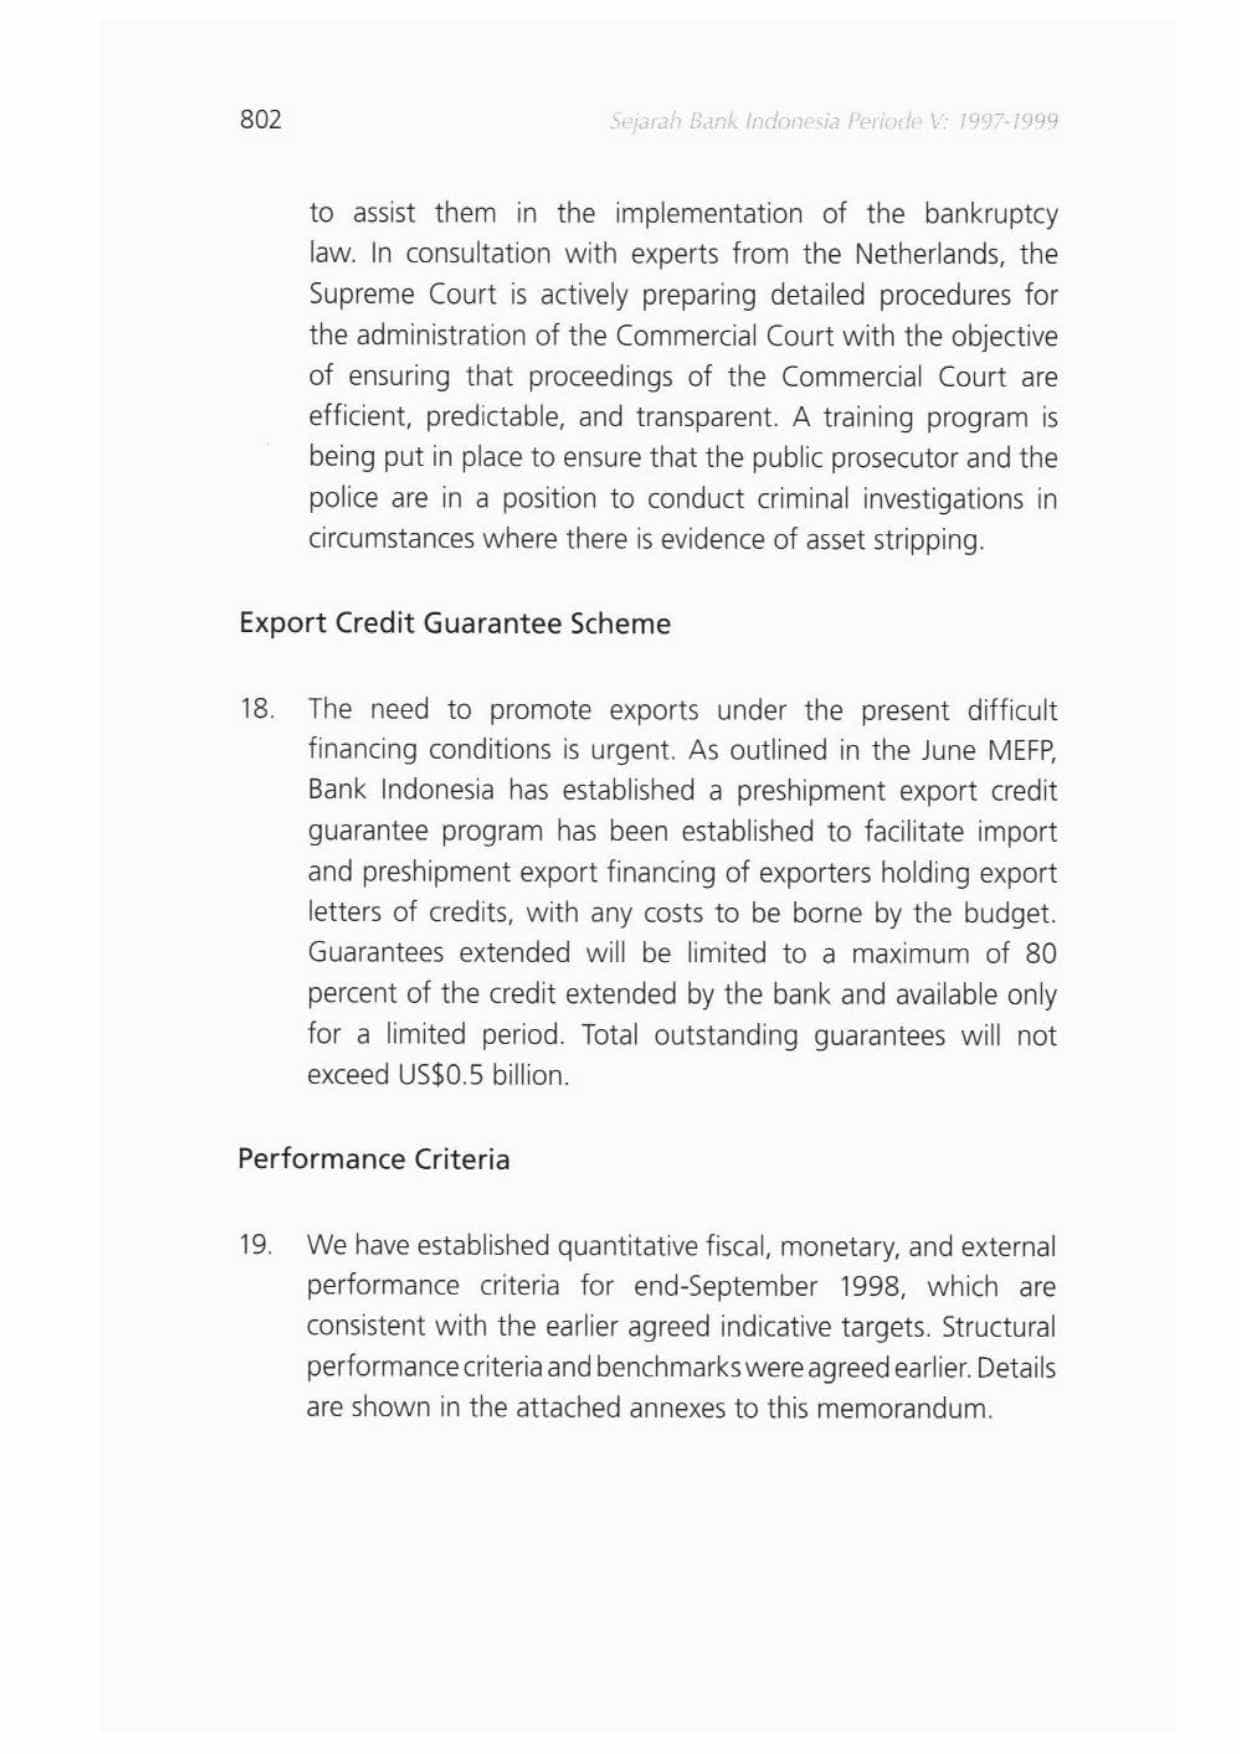 802
Sejarah Bank Indonesia Periode V: 1997-1999
to assist them in the implementation of the bankruptcy
law. In consultation with experts from the Netherlands, the
Supreme Court is actively preparing detailed procedures for
the administration of the Commercial Court with the objective
of ensuring that proceedings of the Commercial Court are
efficient, predictable, and transparent. A training program is
being put in place to ensure that the public prosecutor and the
police are in a position to conduct criminal investigations in
circumstances where there is evidence of asset stripping.
Export Credit Guarantee Scheme
18. The need to promote exports under the present difficult
financing conditions is urgent. As outlined in the June MEFP,
Bank Indonesia has established a preshipment export credit
guarantee program has been established to facilitate import
and preshipment export financing of exporters holding export
letters of credits, with any costs to be borne by the budget.
Guarantees extended will be limited to a maximum of 80
percent of the credit extended by the bank and available only
for a limited period. Total outstanding guarantees will not
exceed US$0.5 billion.
Performance Criteria
19. We have established quantitative fiscal, monetary, and external
performance criteria for end-September 1998, which are
consistent with the earlier agreed indicative targets. Structural
performance criteria and benchmarks were agreed earlier. Details
are shown in the attached annexes to this memorandum.